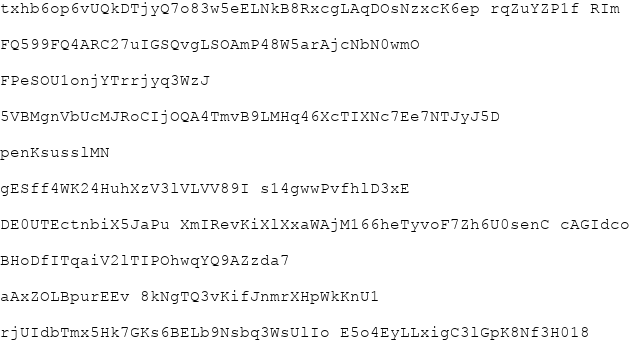 txhb6op6vUQkDTjyQ7o83w5eELNkB8RxcgLAqDOsNzxcK6ep rqZuYZP1f RIm
FQ599FQ4ARC27uIGSQvgLSOAmP48W5arAjcNbN0wmO
FPeSOU1onjYTrrjyq3WzJ
5VBMgnVbUcMJRoCIjOQA4TmvB9LMHq46XcTIXNc7Ee7NTJyJ5D
penKsusslMN
gESff4WK24HuhXzV3lVLVV89I s14gwwPvfhlD3xE
DE0UTEctnbiX5JaPu XmIRevKiXlXxaWAjM166heTyvoF7Zh6U0senC cAGIdco
BHoDfITqaiV2lTIPOhwqYQ9AZzda7
aAxZOLBpurEEv 8kNgTQ3vKifJnmrXHpWkKnU1
rjUIdbTmx5Hk7GKs6BELb9Nsbq3WsUlIo E5o4EyLLxigC3lGpK8Nf3H018